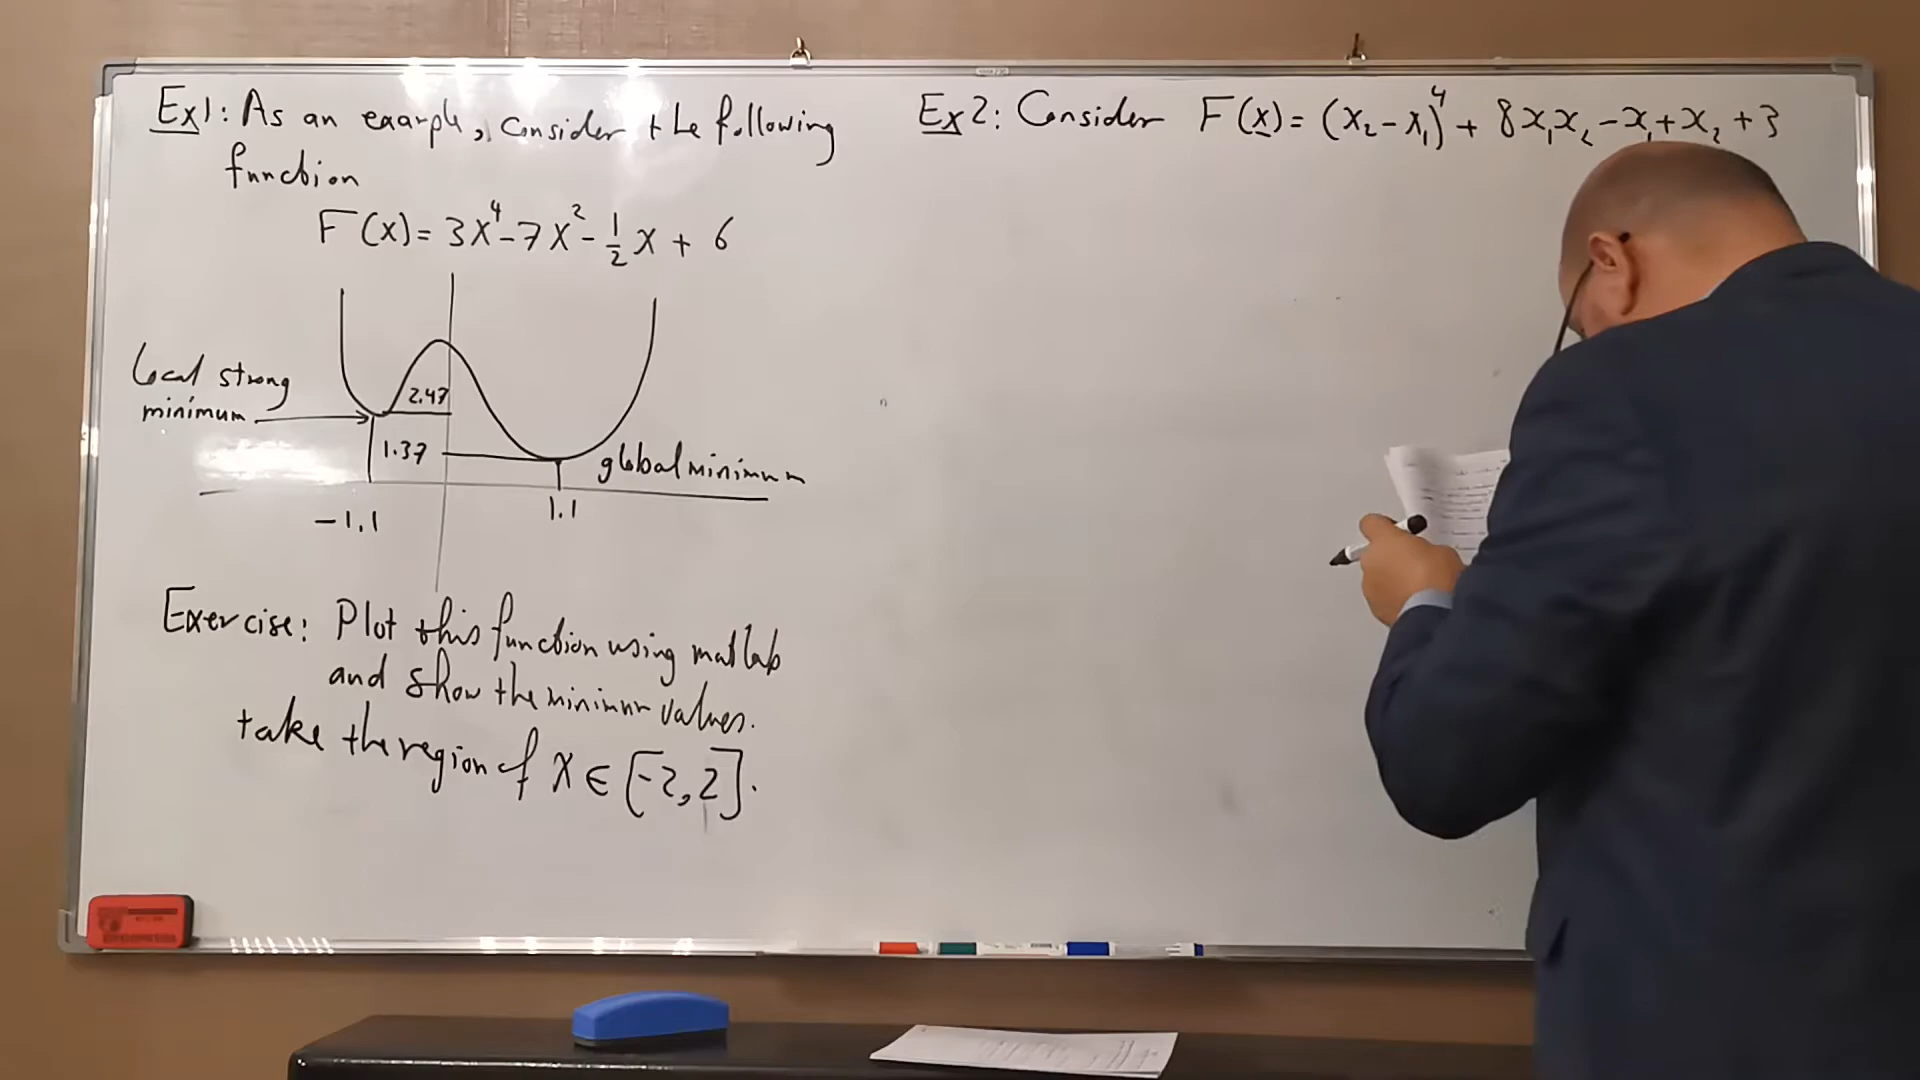 Ex1: As an eaarple, Consider the following
function
F(x) = 3x⁴ - 7x² - 1/2 x + 6
local strong
minimum
2.47
1.37
global minimum
-1.1
1.1
Exercise: Plot this function using matlab
and show the minimum values.
take the region of x ∈ [-2, 2].
Ex2: Consider F(x) = (x₂ - x₁)⁴ + 8x₁x₂ - x₁ + x₂ + 3